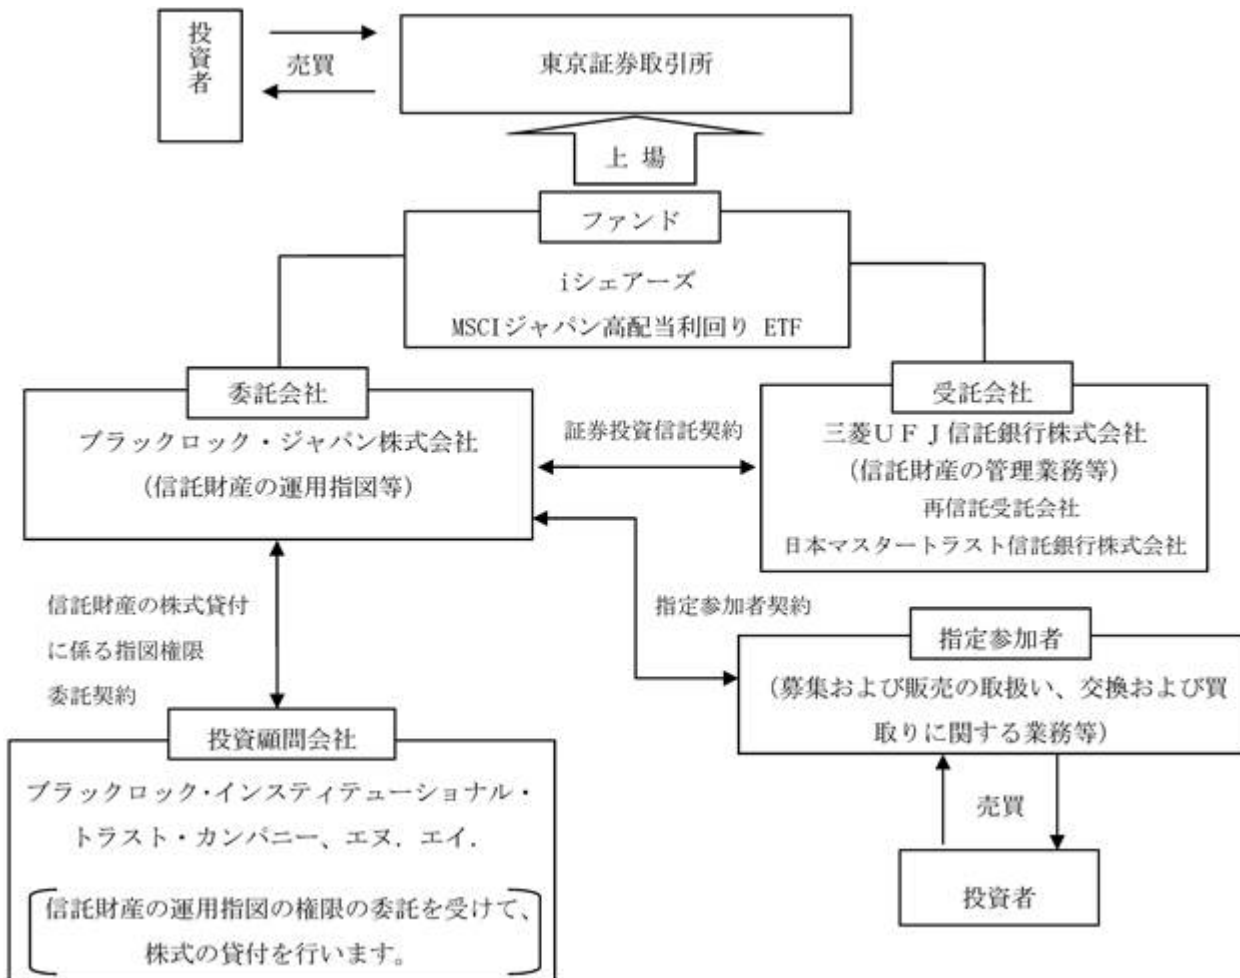 投資者
売買
東京証券取引所
上 場
ファンド
iシェアーズ
MSCIジャパン高配当利回り ETF
委託会社
ブラックロック・ジャパン株式会社
(信託財産の運用指図等)
証券投資信託契約
受託会社
三菱UFJ信託銀行株式会社
(信託財産の管理業務等)
再信託受託会社
日本マスタートラスト信託銀行株式会社
信託財産の株式貸付
に係る指図権限
委託契約
指定参加者契約
指定参加者
(募集および販売の取扱い、交換および買
取りに関する業務等)
売買
投資者
投資顧問会社
ブラックロック・インスティテューショナル・
トラスト・カンパニー、エヌ．エイ．
信託財産の運用指図の権限の委託を受けて、
株式の貸付を行います。